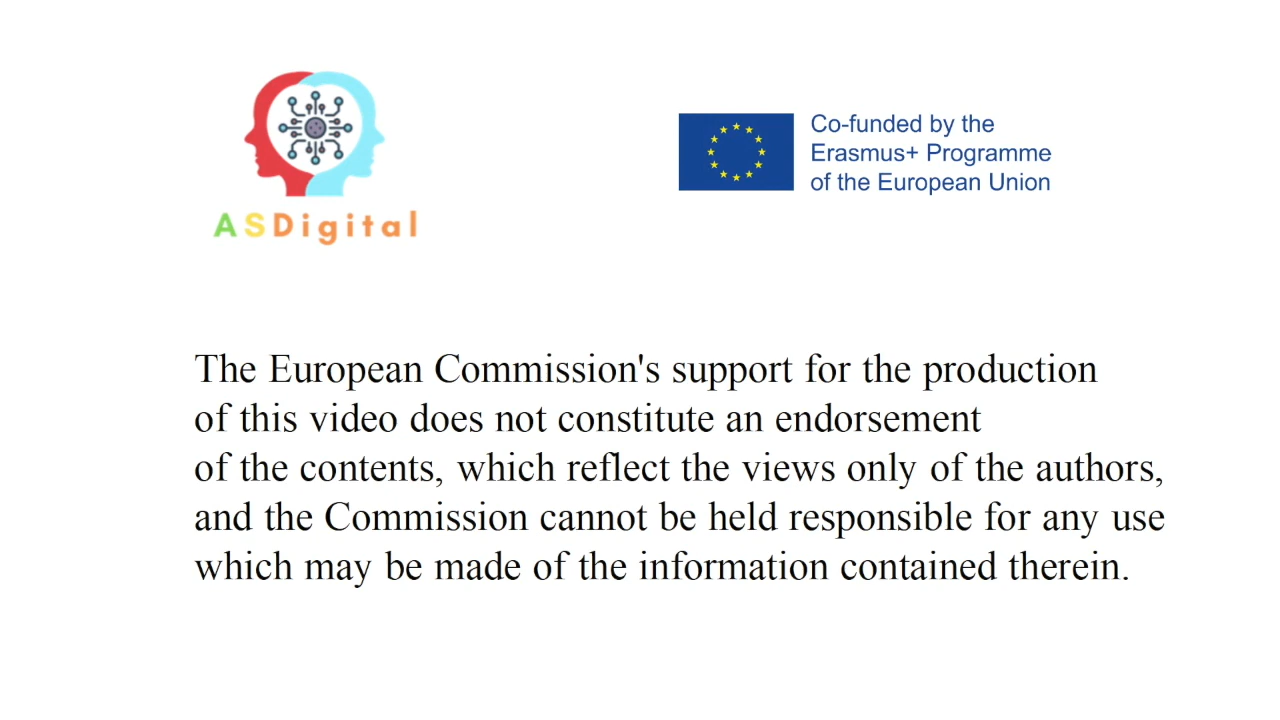 ASDigital
Co-funded by the
Erasmus+ Programme
of the European Union
The European Commission's support for the production
of this video does not constitute an endorsement
of the contents, which reflect the views only of the authors,
and the Commission cannot be held responsible for any use
which may be made of the information contained therein.